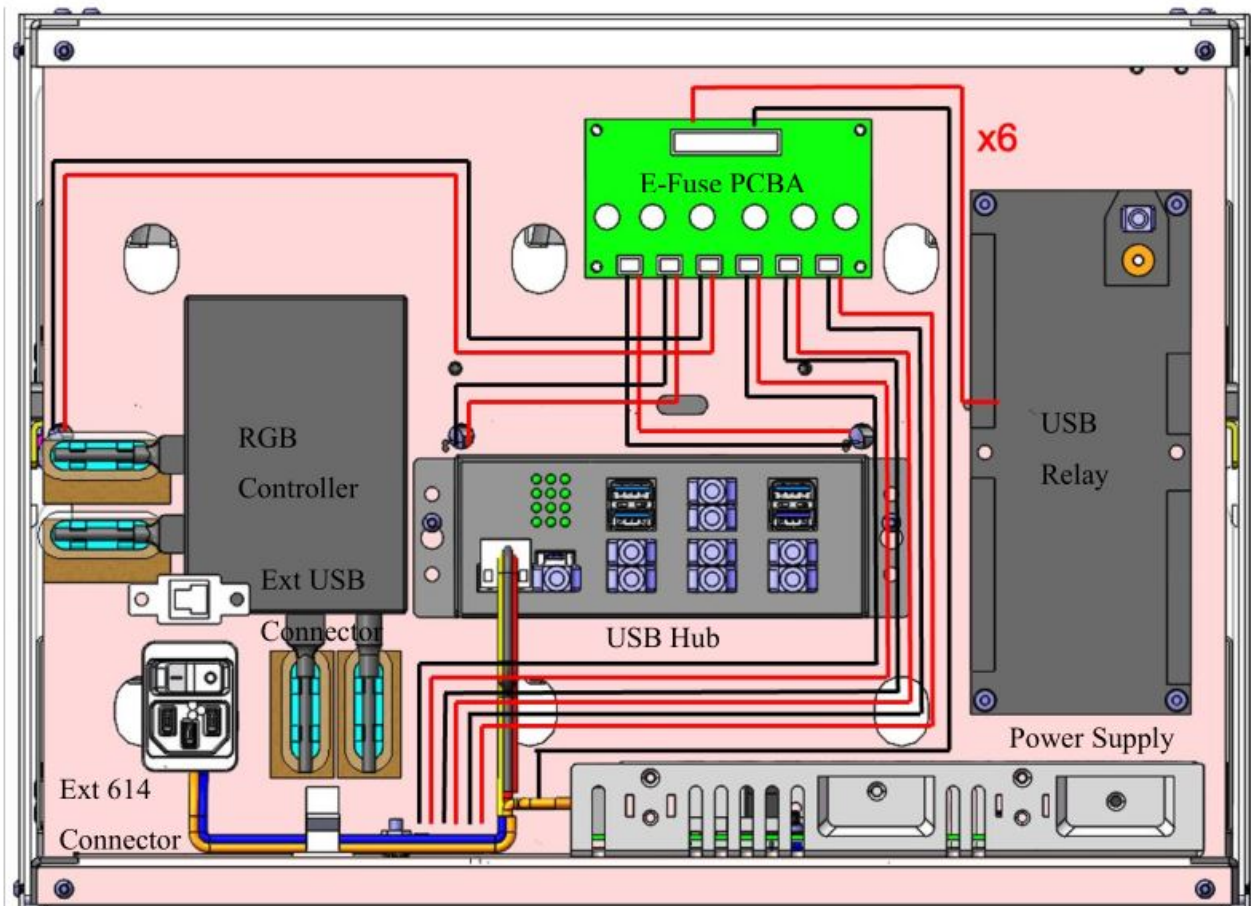 x6
E-Fuse PCBA
RGB
Controller
USB
Relay
Ext USB
Connector
USB Hub
Power Supply
Ext 614
Connector